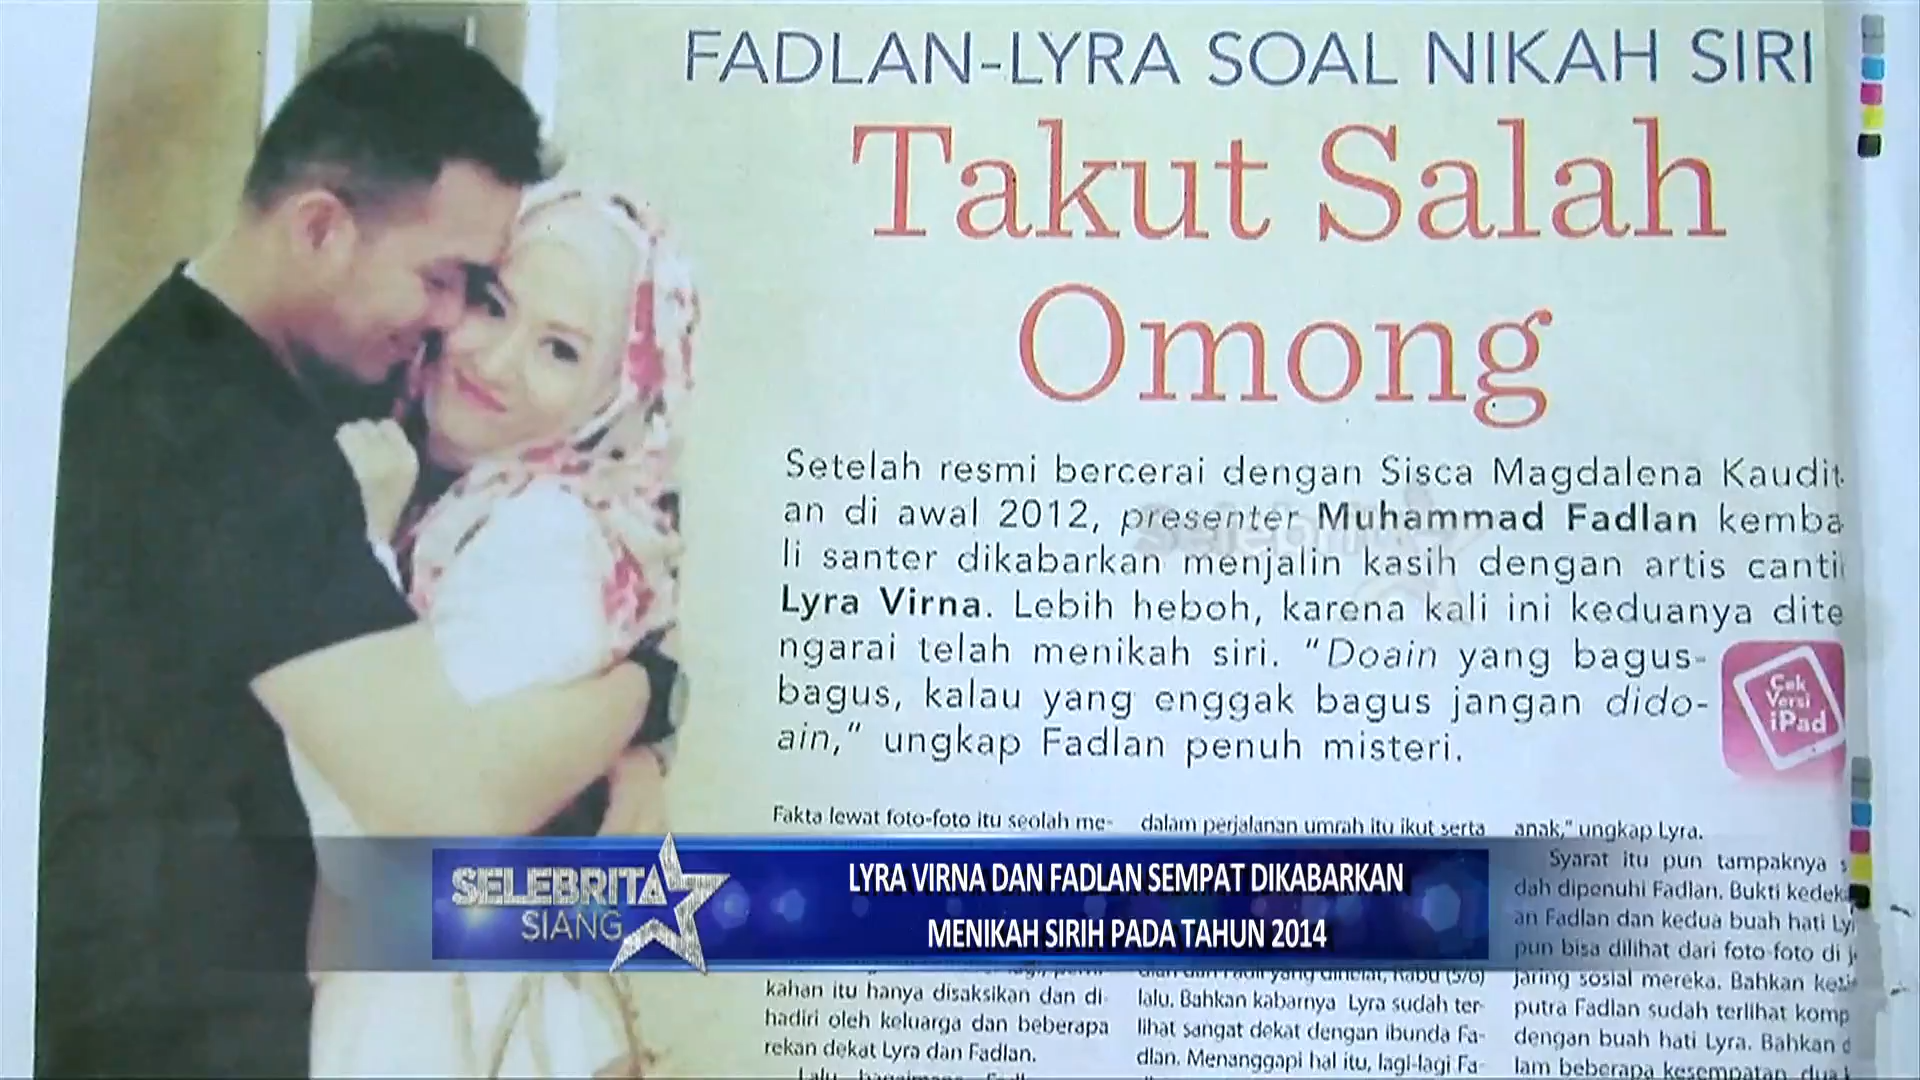 FADLAN-LYRA SOAL NIKAH SIRI
Takut Salah
Omong
Setelah resmi bercerai dengan Sisca Magdalena Kaudit-
an di awal 2012, presenter Muhammad Fadlan kemba
li santer dikabarkan menjalin kasih dengan artis canti
Lyra Virna. Lebih heboh, karena kali ini keduanya dite
ngarai telah menikah siri. “Doain yang bagus-
bagus, kalau yang enggak bagus jangan dido-
ain,” ungkap Fadlan penuh misteri.
Cek
Versi
iPad
Fakta lewat foto-foto itu seolah me-
kahan itu hanya disaksikan dan di-
hadiri oleh keluarga dan beberapa
rekan dekat Lyra dan Fadlan.
dalam perjalanan umrah itu ikut serta
lalu. Bahkan kabarnya Lyra sudah ter-
lihat sangat dekat dengan ibunda Fa-
dlan. Menanggapi hal itu, lagi-lagi Fa-
anak,” ungkap Lyra.
Syarat itu pun tampaknya s
dah dipenuhi Fadlan. Bukti kedek
an Fadlan dan kedua buah hati Ly
pun bisa dilihat dari foto-foto di j
jaring sosial mereka. Bahkan
putra Fadlan sudah terlihat komp
dengan buah hati Lyra. Bahkan d
lam beberapa kesempatan, dua
SELEBRITA
SIANG
LYRA VIRNA DAN FADLAN SEMPAT DIKABARKAN
MENIKAH SIRIH PADA TAHUN 2014